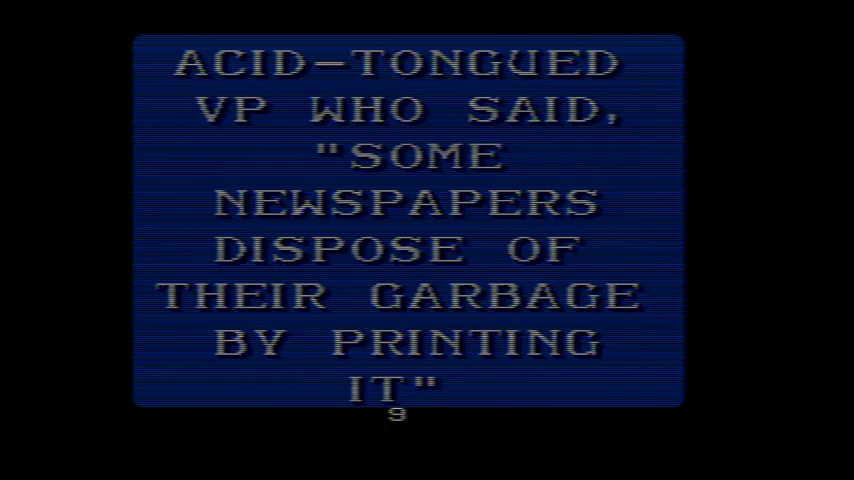 ACID-TONGUED
VP WHO SAID,
"SOME
NEWSPAPERS
DISPOSE OF
THEIR GARBAGE
BY PRINTING
IT"
9